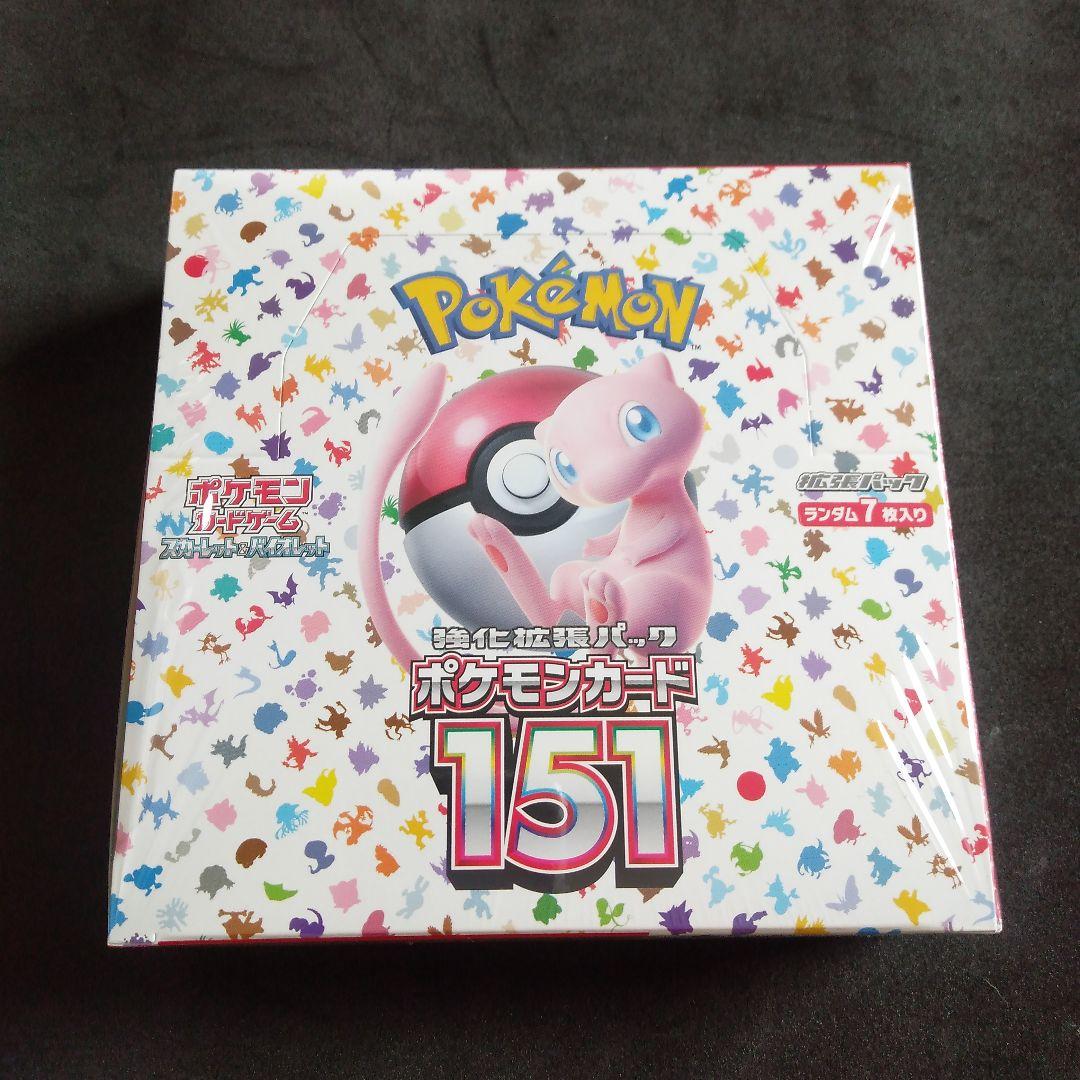 POKéMON
TM
ポケモン
カードゲーム
スカーレット&バイオレット
拡張パック
ランダム7枚入り
強化拡張パック
ポケモンカード
151